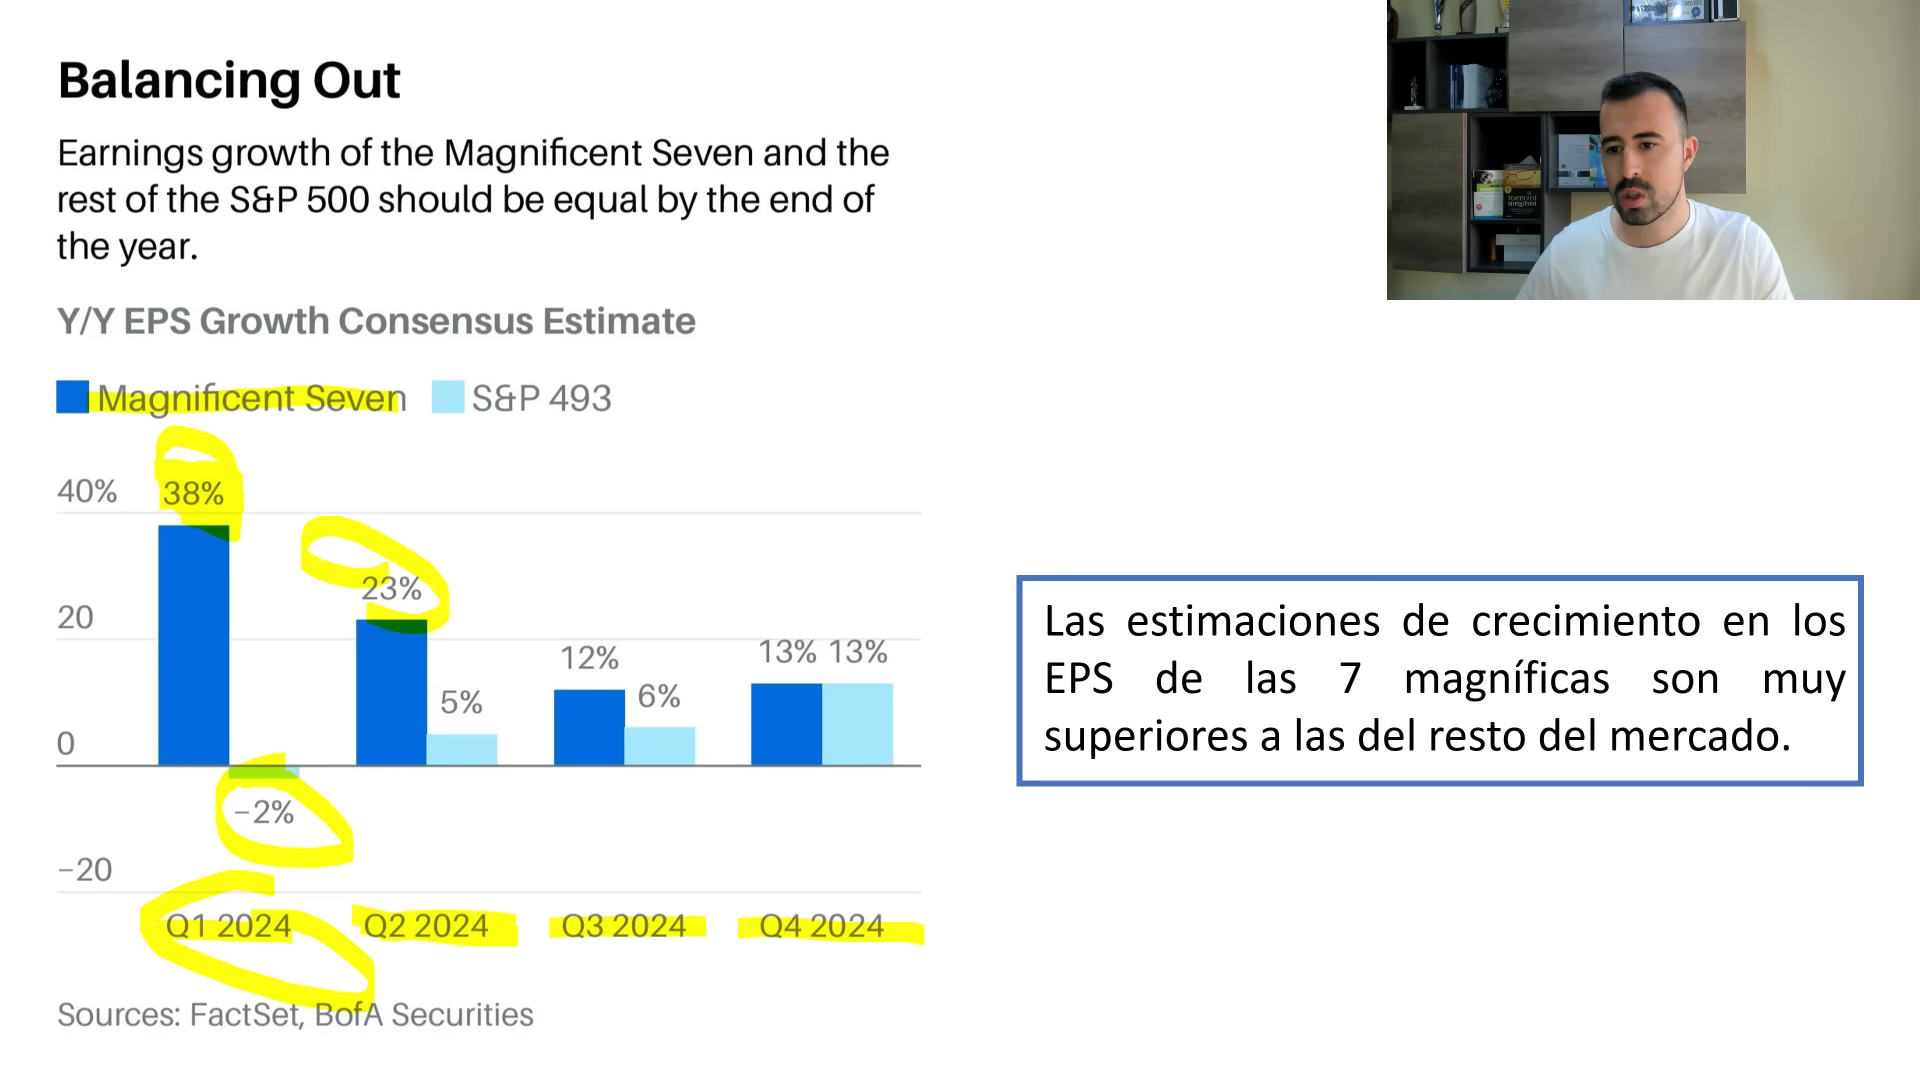 Balancing Out
Earnings growth of the Magnificent Seven and the
rest of the S&P 500 should be equal by the end of
the year.
Y/Y EPS Growth Consensus Estimate
Magnificent Seven S&P 493
40% 38%
23%
20
12%
6%
5%
13% 13%
0
−2%
−20
Q1 2024 Q2 2024 Q3 2024 Q4 2024
Sources: FactSet, BofA Securities
Las estimaciones de crecimiento en los
EPS de las 7 magníficas son muy
superiores a las del resto del mercado.